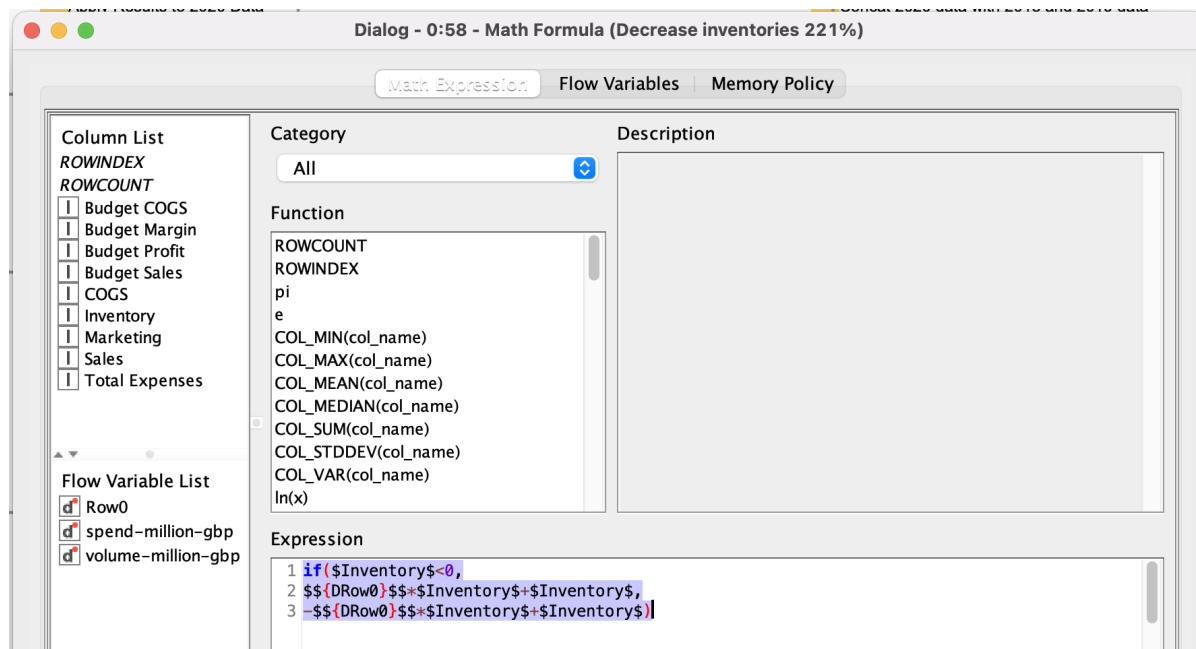 Dialog - 0:58 - Math Formula (Decrease inventories 221%)
Math Expression
Flow Variables
Memory Policy
Column List
ROWINDEX
ROWCOUNT
I Budget COGS
I Budget Margin
I Budget Profit
I Budget Sales
I COGS
I Inventory
I Marketing
I Sales
I Total Expenses
Flow Variable List
d Row0
d spend-million-gbp
d volume-million-gbp
Category
All
Function
ROWCOUNT
ROWINDEX
pi
e
COL_MIN(col_name)
COL_MAX(col_name)
COL_MEAN(col_name)
COL_MEDIAN(col_name)
COL_SUM(col_name)
COL_STDDEV(col_name)
COL_VAR(col_name)
ln(x)
Description
Expression
1 if($Inventory$<0,
2 $${DRow0}$$*$Inventory$+$Inventory$,
3 -$${DRow0}$$*$Inventory$+$Inventory$)